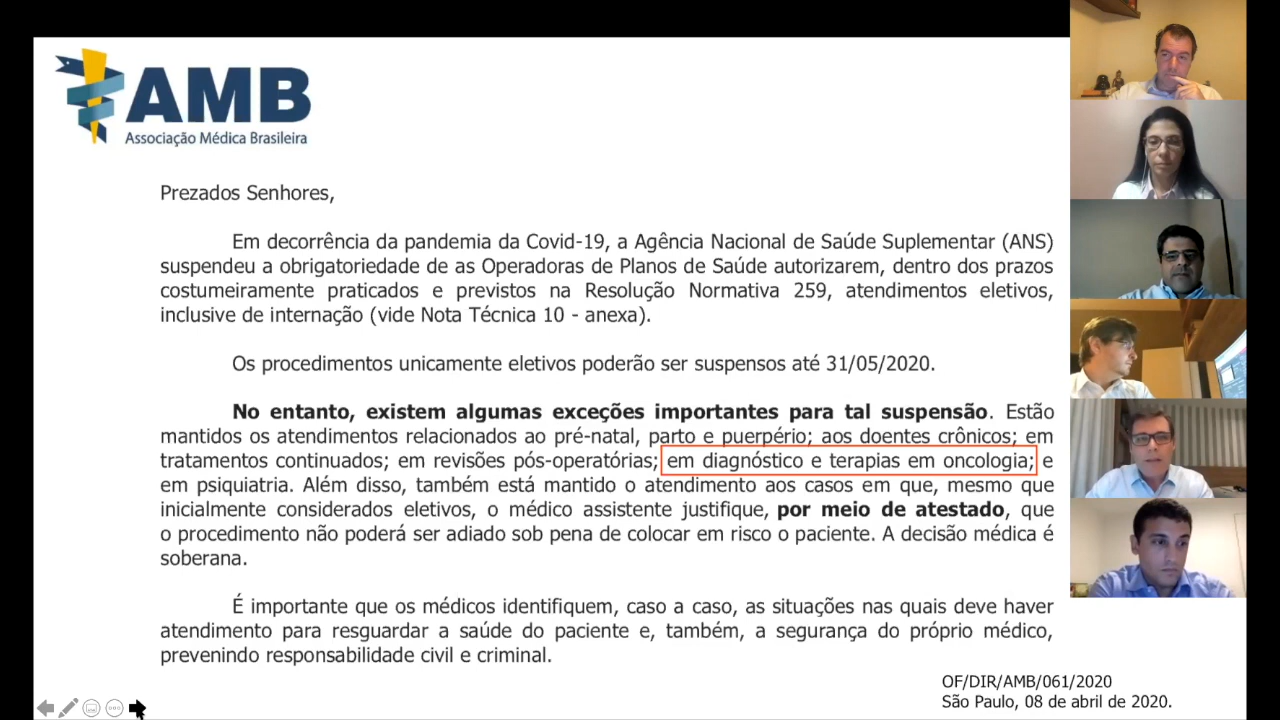 AMB
Associação Médica Brasileira
Prezados Senhores,
Em decorrência da pandemia da Covid-19, a Agência Nacional de Saúde Suplementar (ANS)
suspendeu a obrigatoriedade de as Operadoras de Planos de Saúde autorizarem, dentro dos prazos
costumeiramente praticados e previstos na Resolução Normativa 259, atendimentos eletivos,
inclusive de internação (vide Nota Técnica 10 - anexa).
Os procedimentos unicamente eletivos poderão ser suspensos até 31/05/2020.
No entanto, existem algumas exceções importantes para tal suspensão. Estão
mantidos os atendimentos relacionados ao pré-natal, parto e puerpério; aos doentes crônicos; em
tratamentos continuados; em revisões pós-operatórias; em diagnóstico e terapias em oncologia; e
em psiquiatria. Além disso, também está mantido o atendimento aos casos em que, mesmo que
inicialmente considerados eletivos, o médico assistente justifique, por meio de atestado, que
o procedimento não poderá ser adiado sob pena de colocar em risco o paciente. A decisão médica é
soberana.
É importante que os médicos identifiquem, caso a caso, as situações nas quais deve haver
atendimento para resguardar a saúde do paciente e, também, a segurança do próprio médico,
prevenindo responsabilidade civil e criminal.
OF/DIR/AMB/061/2020
São Paulo, 08 de abril de 2020.